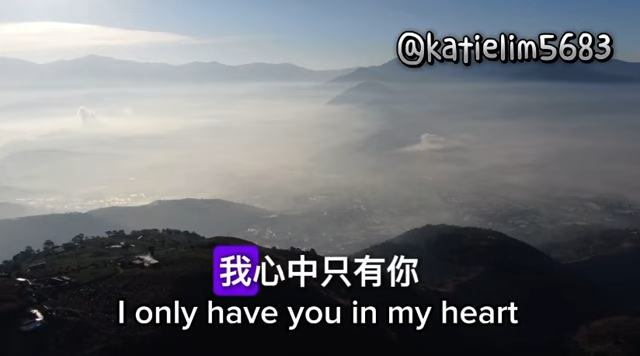 @katielim5683
我心中只有你
I only have you in my heart